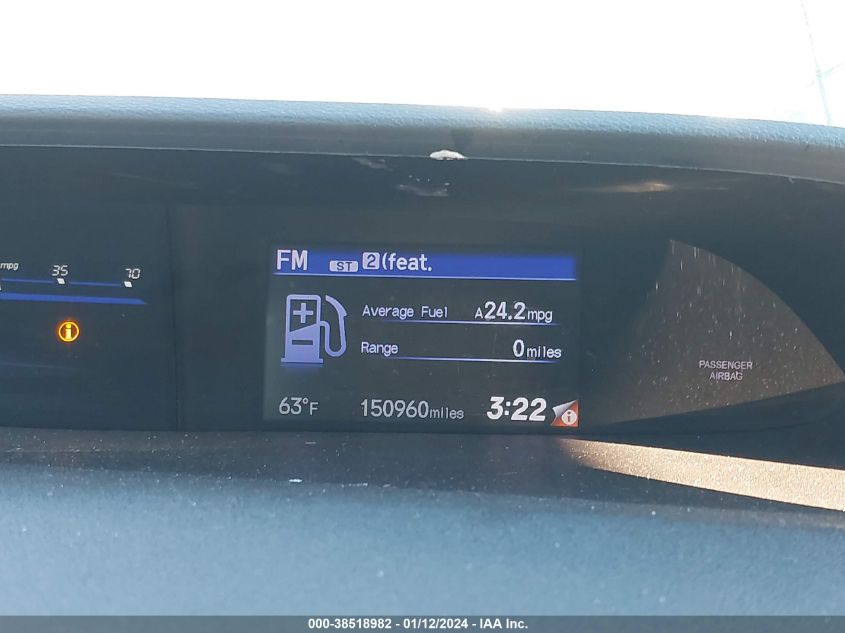 mpg 35 70
FM ST 2 (feat.
Average Fuel A24.2mpg
Range 0miles
63°F 150960miles 3:22
PASSENGER
AIRBAG
000-38518982 - 01/12/2024 - IAA Inc.